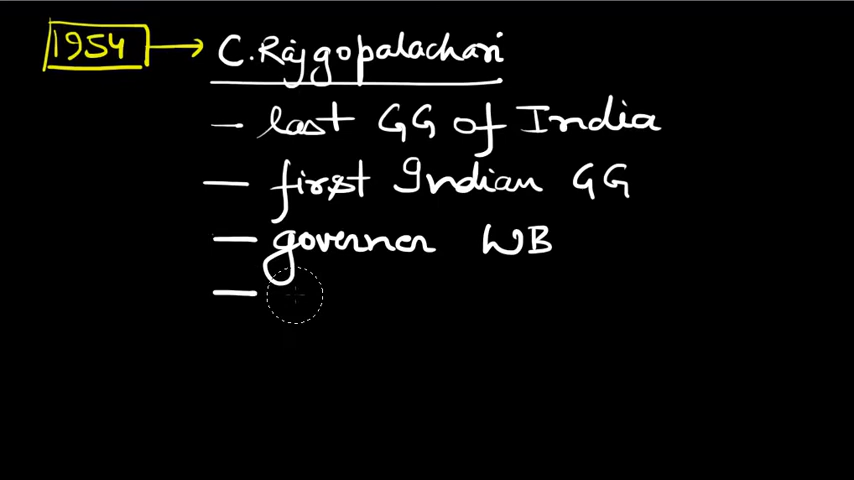 1954 → C. Rajgopalachari
- last GG of India
- first Indian GG
- governer WB
-